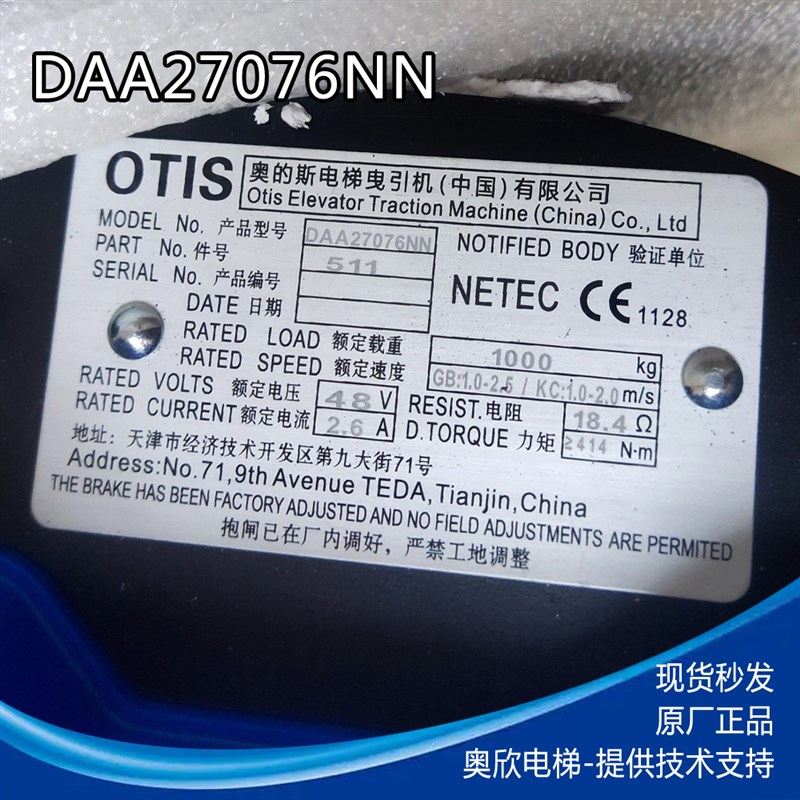 DAA27076NN
OTIS 奥的斯电梯曳引机(中国)有限公司
Otis Elevator Traction Machine (China) Co., Ltd
MODEL No. 产品型号 DAA27076NN NOTIFIED BODY 验证单位
PART No. 件号 511
SERIAL No. 产品编号 NETEC CE 1128
DATE 日期
RATED LOAD 额定载重 1000 kg
RATED SPEED 额定速度 GB:1.0-2.5 / KC:1.0-2.0 m/s
RATED VOLTS 额定电压 48 V RESIST. 电阻 18.4 Ω
RATED CURRENT 额定电流 2.6 A D.TORQUE 力矩 ≥414 N·m
地址: 天津市经济技术开发区第九大街71号
Address:No.71,9th Avenue TEDA,Tianjin,China
THE BRAKE HAS BEEN FACTORY ADJUSTED AND NO FIELD ADJUSTMENTS ARE PERMITED
抱闸已在厂内调好，严禁工地调整
现货秒发
原厂正品
奥欣电梯-提供技术支持